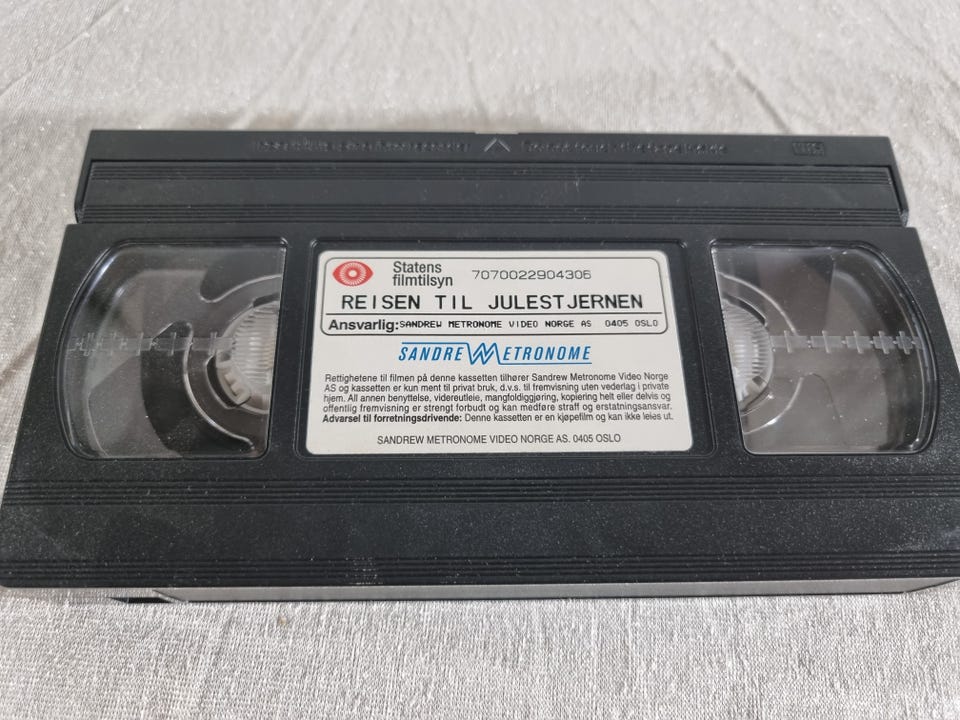 VHS
Statens
filmtilsyn
7070022904306
REISEN TIL JULESTJERNEN
Ansvarlig: SANDREW METRONOME VIDEO NORGE AS 0405 OSLO
SANDREW METRONOME
Rettighetene til filmen på denne kassetten tilhører Sandrew Metronome Video Norge
AS og kassetten er kun ment til privat bruk, d.v.s. til fremvisning uten vederlag i private
hjem. All annen benyttelse, videreutleie, mangfoldiggjøring, kopiering helt eller delvis og
offentlig fremvisning er strengt forbudt og kan medføre straff og erstatningsansvar.
Advarsel til forretningsdrivende: Denne kassetten er en kjøpefilm og kan ikke leies ut.
SANDREW METRONOME VIDEO NORGE AS. 0405 OSLO